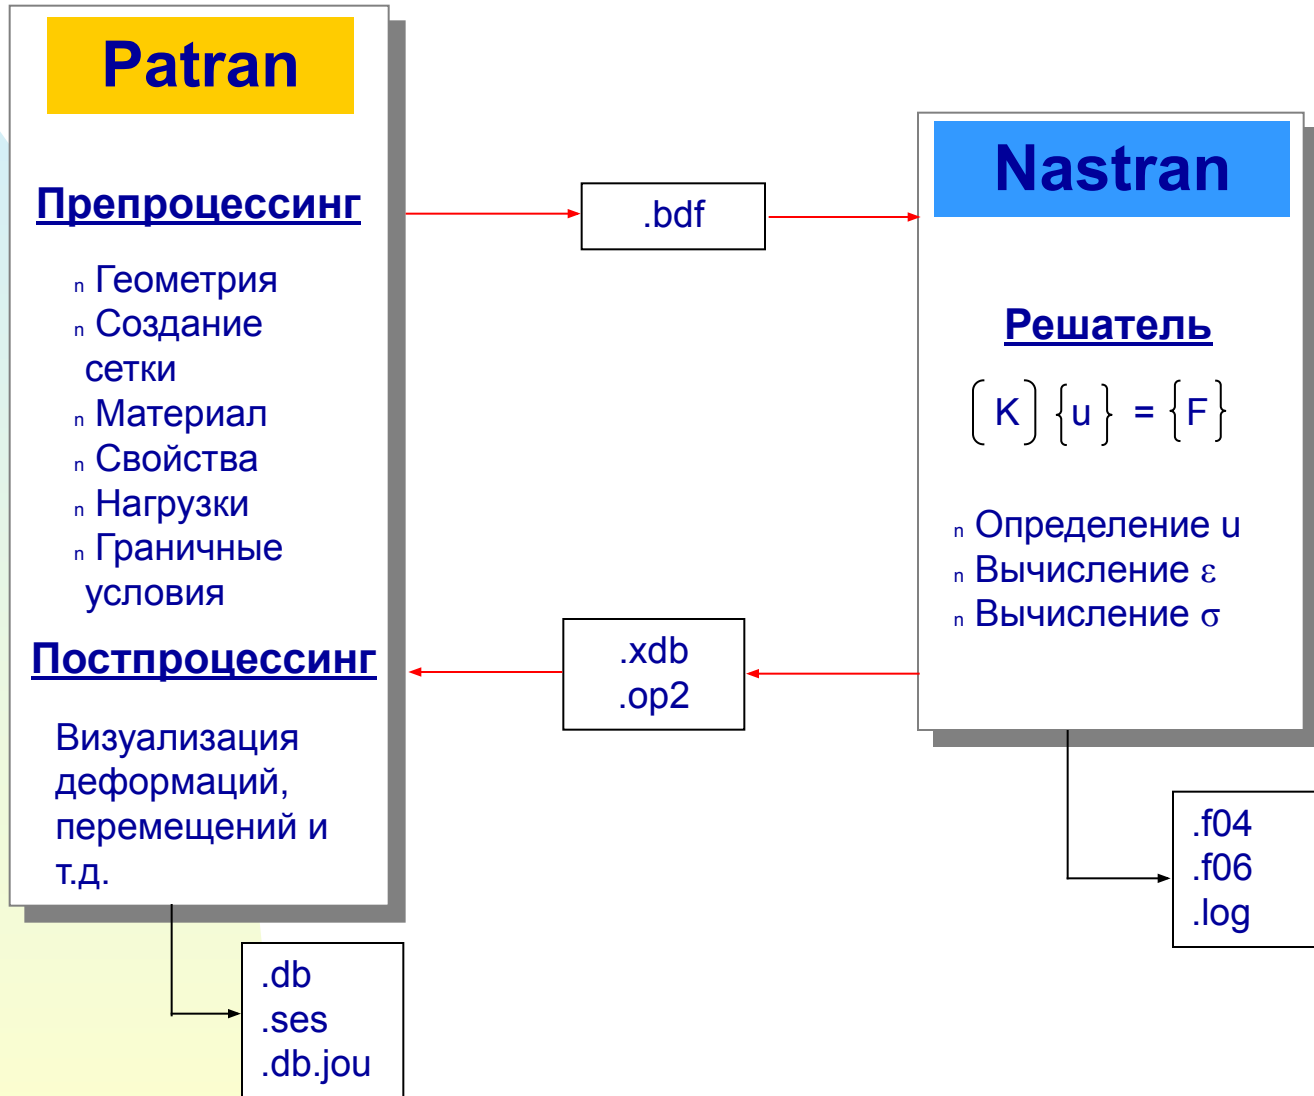 Patran
Препроцессинг
n Геометрия
n Создание
сетки
n Материал
n Свойства
n Нагрузки
n Граничные
условия
Постпроцессинг
Визуализация
деформаций,
перемещений и
т.д.
.db
.ses
.db.jou
.bdf
.xdb
.op2
Nastran
Решатель
[K] {u} = {F}
n Определение u
n Вычисление ε
n Вычисление σ
.f04
.f06
.log